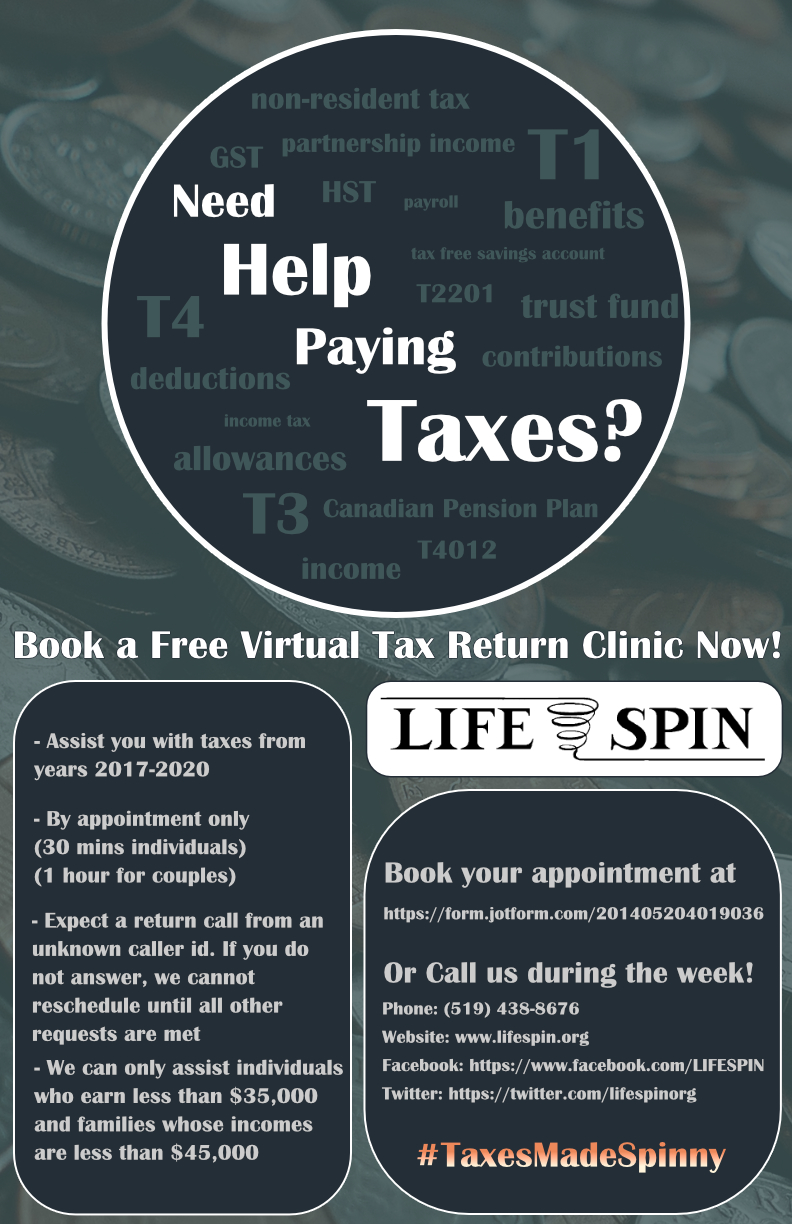 non-resident tax
GST partnership income T1
Need HST payroll benefits
Help tax free savings account
T4 T2201 trust fund
Paying contributions
deductions
income tax Taxes?
allowances
T3 Canadian Pension Plan
T4012
income
Book a Free Virtual Tax Return Clinic Now!
- Assist you with taxes from
years 2017-2020
- By appointment only
(30 mins individuals)
(1 hour for couples)
- Expect a return call from an
unknown caller id. If you do
not answer, we cannot
reschedule until all other
requests are met
- We can only assist individuals
who earn less than $35,000
and families whose incomes
are less than $45,000
LIFE SPIN
Book your appointment at
https://form.jotform.com/201405204019036
Or Call us during the week!
Phone: (519) 438-8676
Website: www.lifespin.org
Facebook: https://www.facebook.com/LIFESPIN
Twitter: https://twitter.com/lifespinorg
#TaxesMadeSpinny